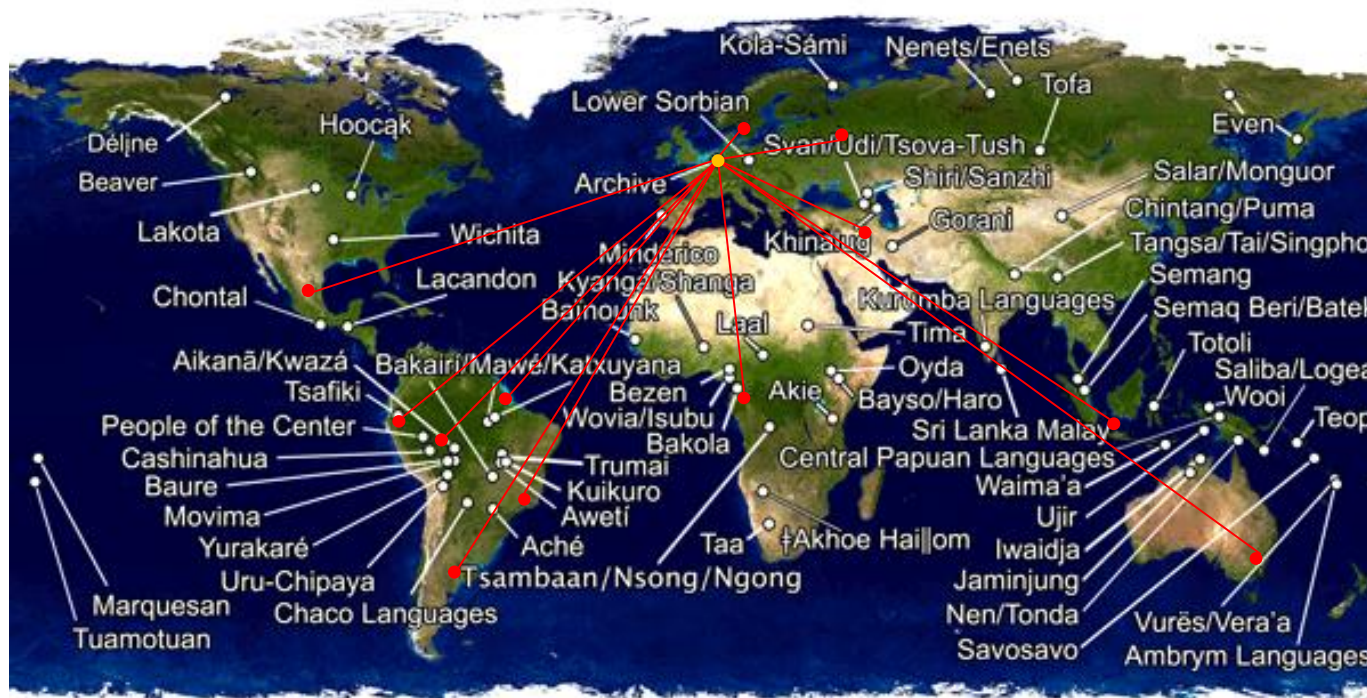 Kola-Sámi
Nenets/Enets
Tofa
Lower Sorbian
Hoocąk
Délįne
Even
Svan/Udi/Tsova-Tush
Beaver
Archive
Shiri/Sanzhi
Salar/Monguor
Chintang/Puma
Lakota
Wichita
Gorani
Khinalug
Tangsa/Tai/Singpho
Minderico
Lacandon
Kyanga/Shanga
Semang
Chontal
Kurumba Languages
Bainounk
Semaq Beri/Batek
Laal
Tima
Totoli
Aikanã/Kwazá
Bakairí/Mawé/Katxuyana
Saliba/Logea
Tsafiki
Bezen
Oyda
Wooi
Akie
Bayso/Haro
People of the Center
Wovia/Isubu
Teop
Sri Lanka Malay
Bakola
Cashinahua
Trumai
Central Papuan Languages
Baure
Kuikuro
Waima'a
Movima
Awetí
Ujir
Yurakaré
Aché
Taa
ǂAkhoe Haiǁom
Iwaidja
Uru-Chipaya
Tsambaan/Nsong/Ngong
Jaminjung
Marquesan
Chaco Languages
Nen/Tonda
Tuamotuan
Vurës/Vera'a
Savosavo
Ambrym Languages